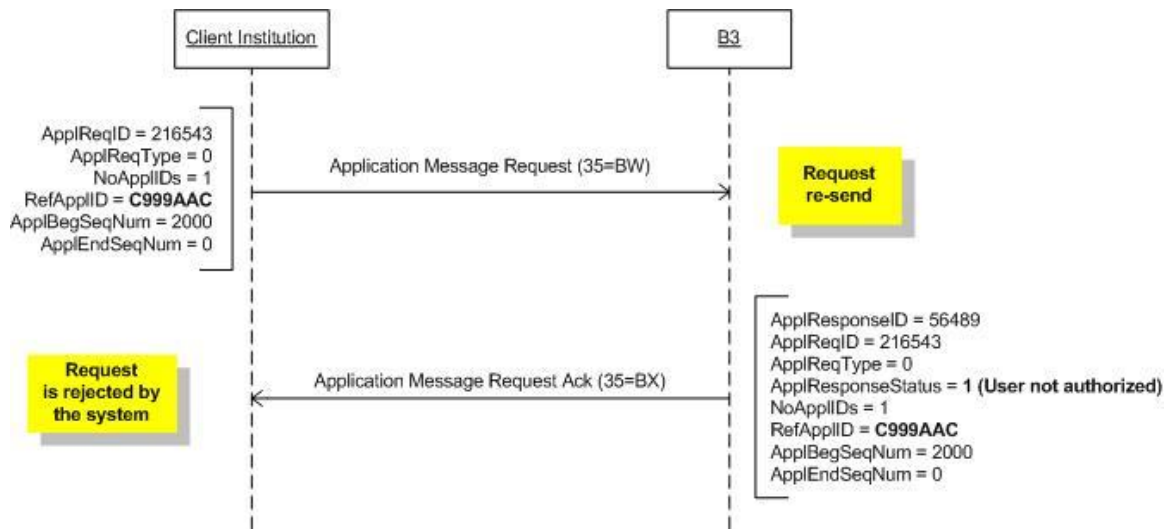 Client Institution
B3
ApplReqID = 216543
ApplReqType = 0
NoApplIDs = 1
RefApplID = C999AAC
ApplBegSeqNum = 2000
ApplEndSeqNum = 0
Application Message Request (35=BW)
Request
re-send
Request
is rejected by
the system
Application Message Request Ack (35=BX)
ApplResponseID = 56489
ApplReqID = 216543
ApplReqType = 0
ApplResponseStatus = 1 (User not authorized)
NoApplIDs = 1
RefApplID = C999AAC
ApplBegSeqNum = 2000
ApplEndSeqNum = 0